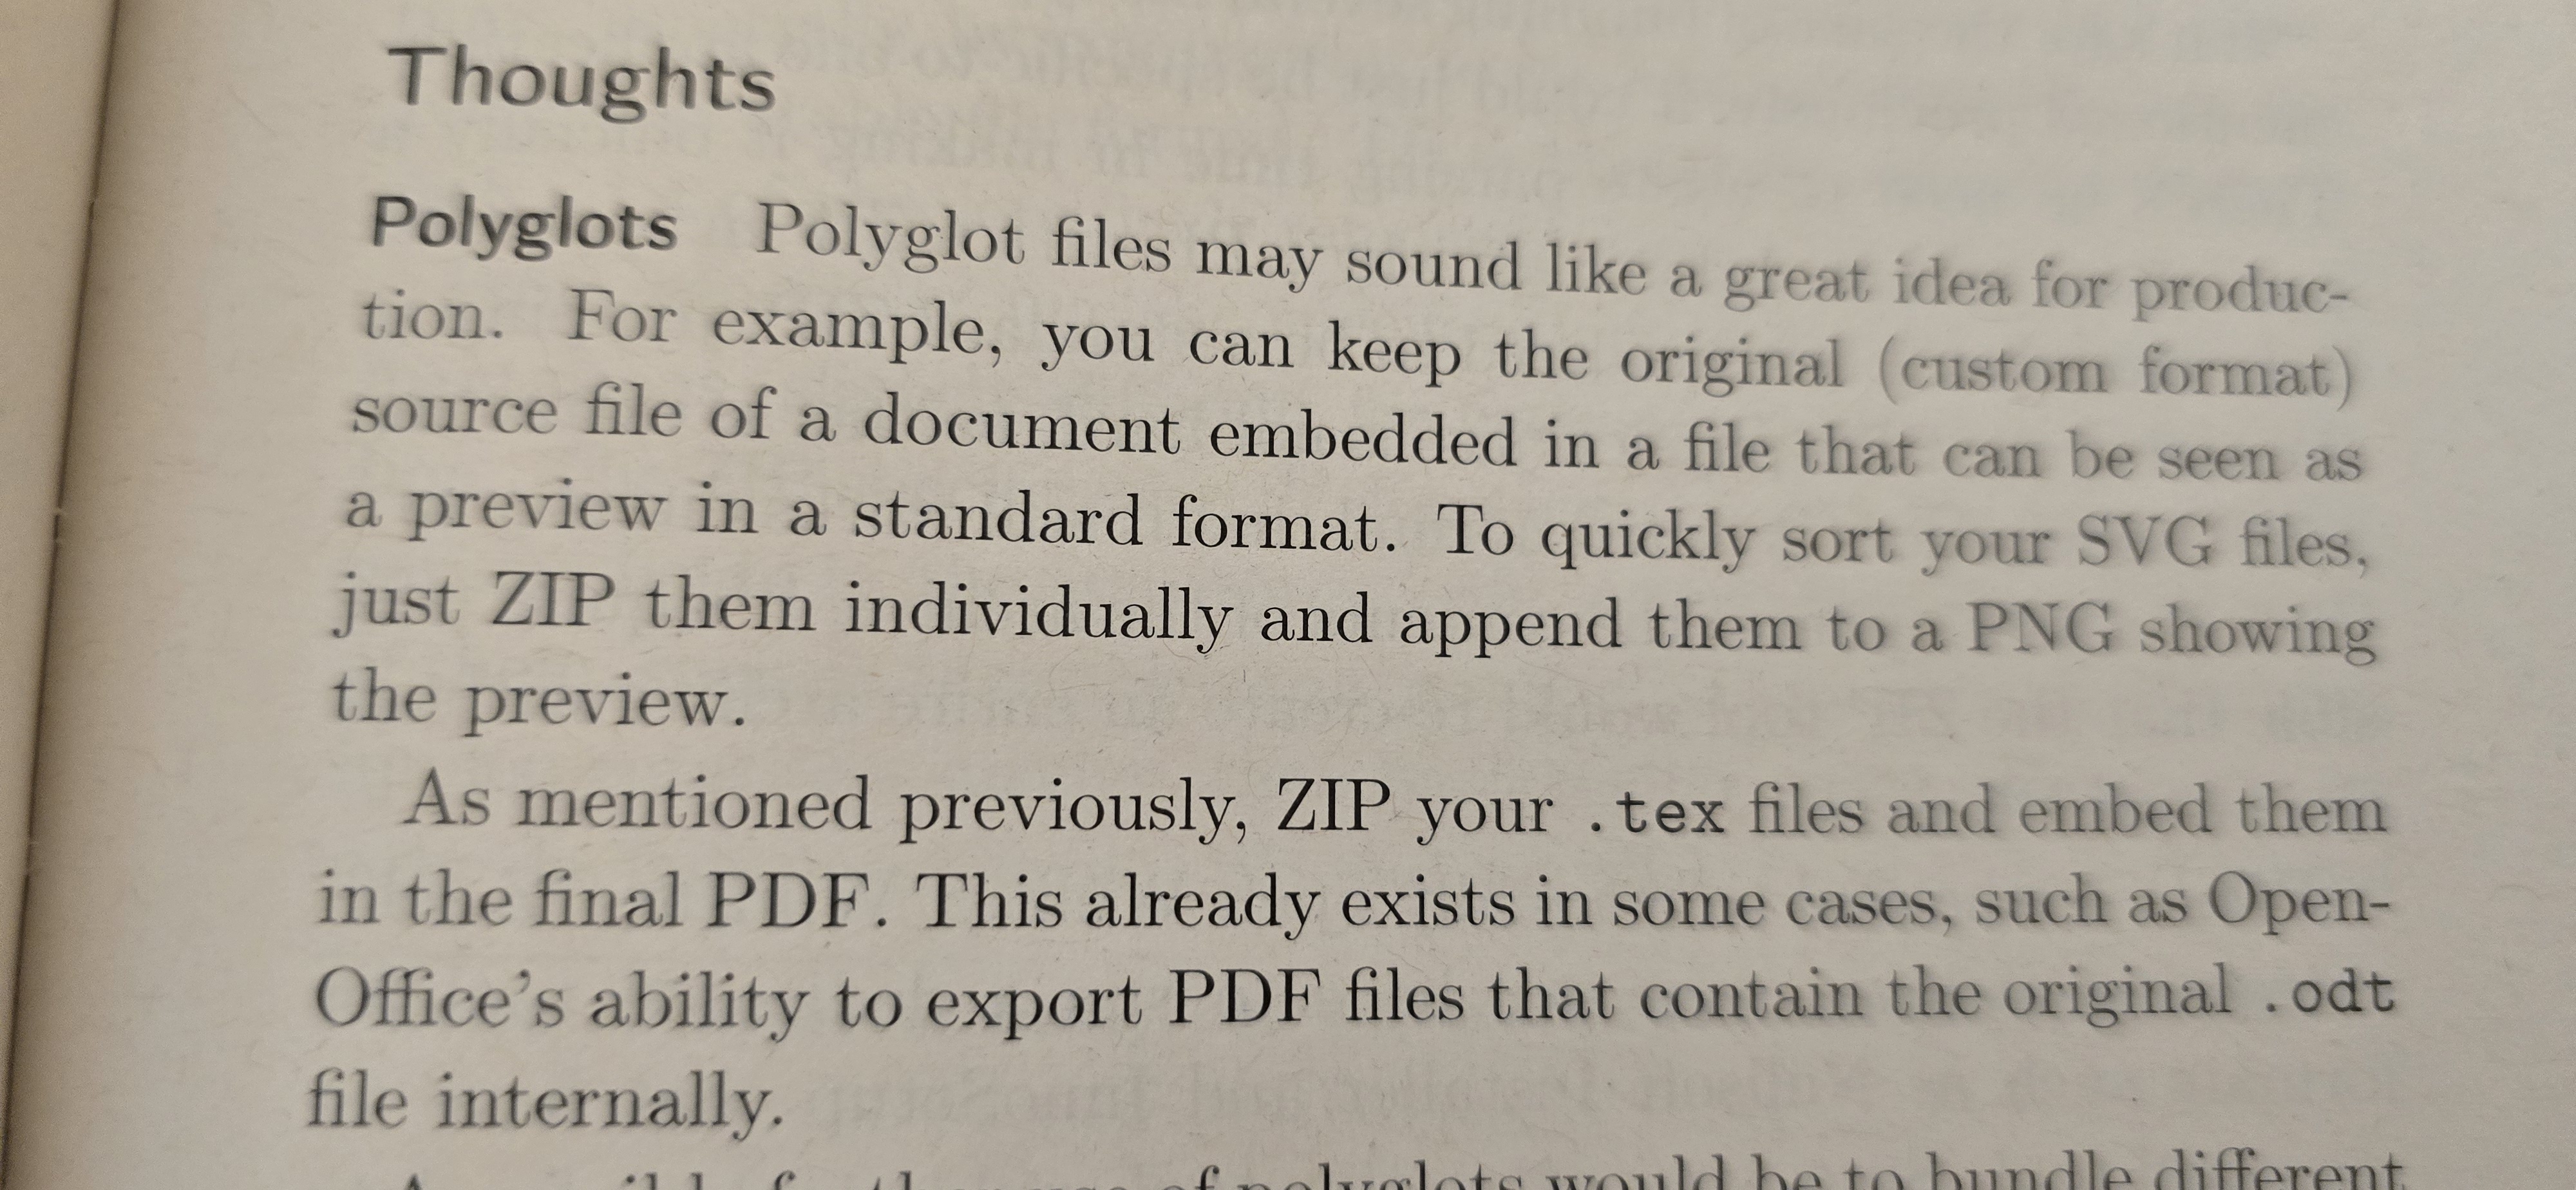 Thoughts
Polyglots Polyglot files may sound like a great idea for produc-
tion. For example, you can keep the original (custom format)
source file of a document embedded in a file that can be seen as
a preview in a standard format. To quickly sort your SVG files,
just ZIP them individually and append them to a PNG showing
the preview.
As mentioned previously, ZIP your .tex files and embed them
in the final PDF. This already exists in some cases, such as Open-
Office's ability to export PDF files that contain the original .odt
file internally.
of polyglots would be to bundle different